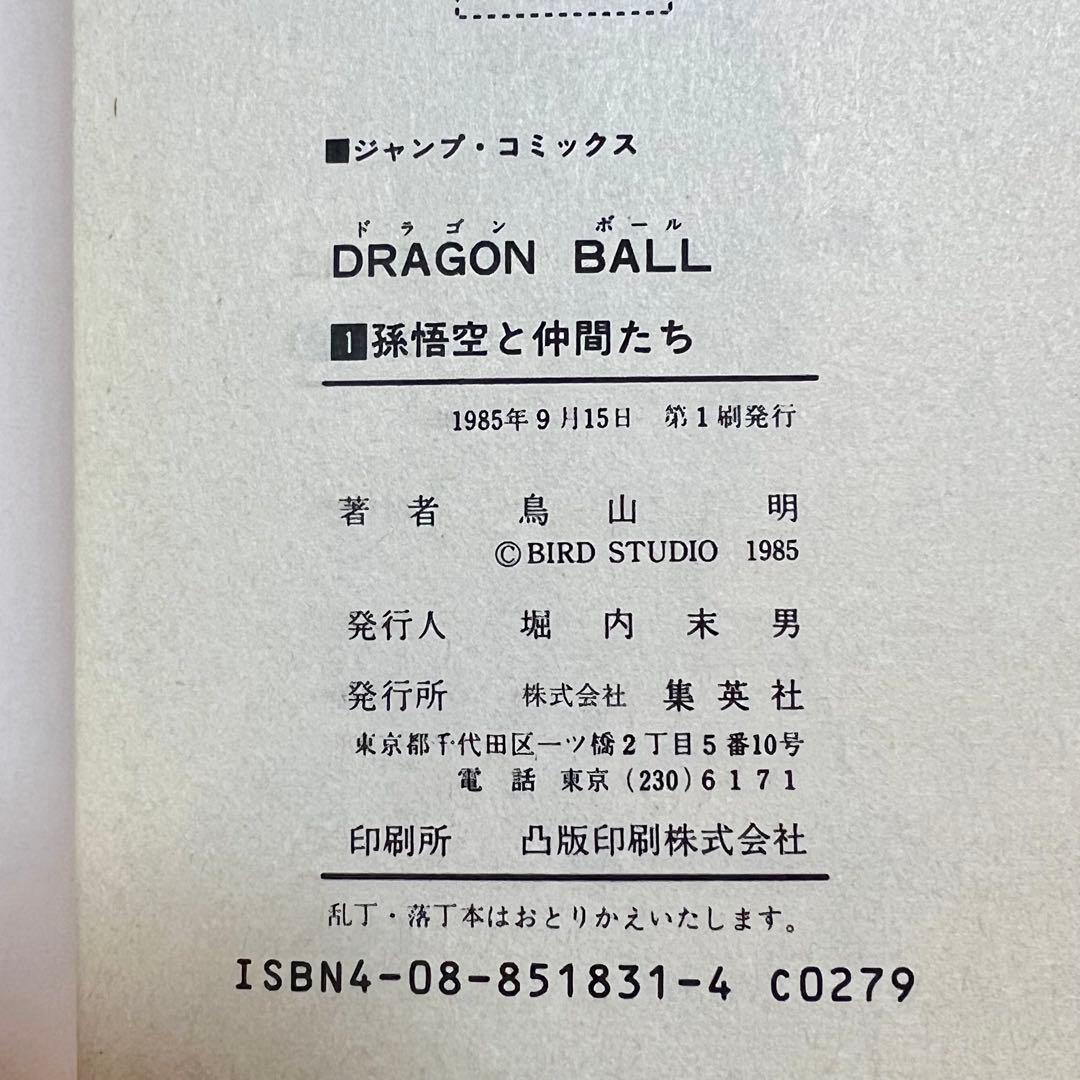 ■ジャンプ・コミックス
ドラゴン ボール
DRAGON BALL
1孫悟空と仲間たち
1985年9月15日 第1刷発行
著者 鳥山明
©BIRD STUDIO 1985
発行人 堀内末男
発行所 株式会社 集英社
東京都千代田区一ツ橋2丁目5番10号
電話 東京(230)6171
印刷所 凸版印刷株式会社
乱丁・落丁本はおとりかえいたします。
ISBN4-08-851831-4 C0279